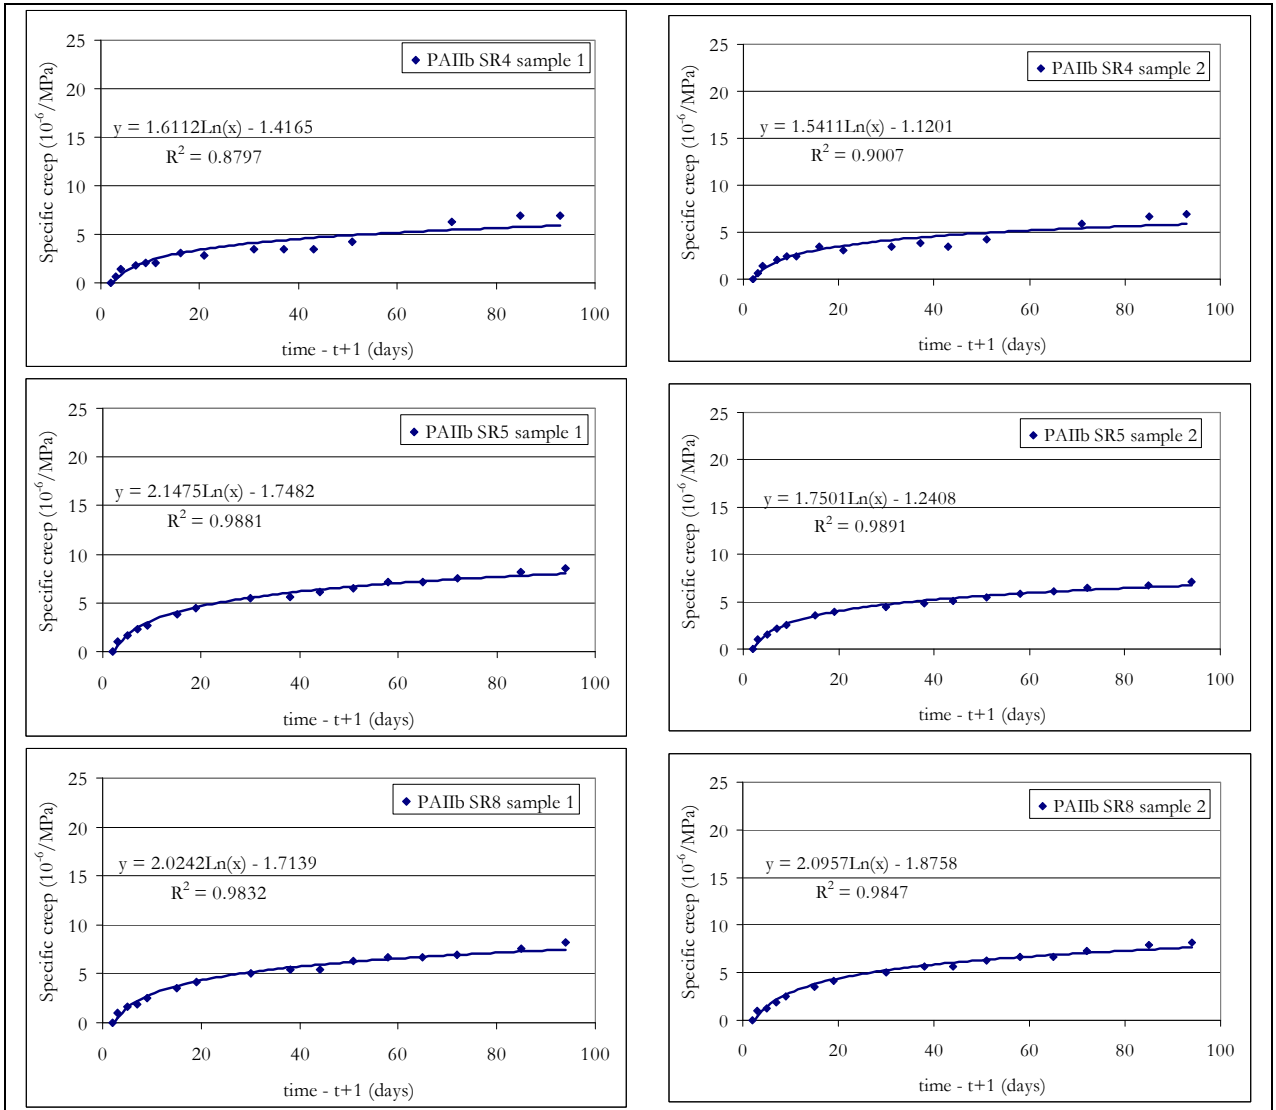 25
20
15
10
5
0
0 20 40 60 80 100
Specific creep (10⁻⁶/MPa)
time - t+1 (days)
PAIIb SR4 sample 1
y = 1.6112Ln(x) - 1.4165
R² = 0.8797
25
20
15
10
5
0
0 20 40 60 80 100
Specific creep (10⁻⁶/MPa)
time - t+1 (days)
PAIIb SR4 sample 2
y = 1.5411Ln(x) - 1.1201
R² = 0.9007
25
20
15
10
5
0
0 20 40 60 80 100
Specific creep (10⁻⁶/MPa)
time - t+1 (days)
PAIIb SR5 sample 1
y = 2.1475Ln(x) - 1.7482
R² = 0.9881
25
20
15
10
5
0
0 20 40 60 80 100
Specific creep (10⁻⁶/MPa)
time - t+1 (days)
PAIIb SR5 sample 2
y = 1.7501Ln(x) - 1.2408
R² = 0.9891
25
20
15
10
5
0
0 20 40 60 80 100
Specific creep (10⁻⁶/MPa)
time - t+1 (days)
PAIIb SR8 sample 1
y = 2.0242Ln(x) - 1.7139
R² = 0.9832
25
20
15
10
5
0
0 20 40 60 80 100
Specific creep (10⁻⁶/MPa)
time - t+1 (days)
PAIIb SR8 sample 2
y = 2.0957Ln(x) - 1.8758
R² = 0.9847